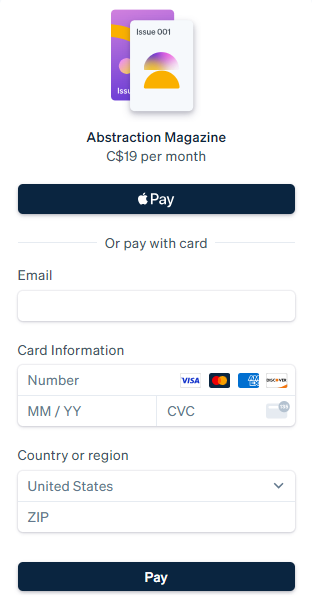 Issue 001
Issu
Abstraction Magazine
C$19 per month
Pay
Or pay with card
Email
Card Information
Number VISA DISCOVER
MM / YY CVC
Country or region
United States
ZIP
Pay